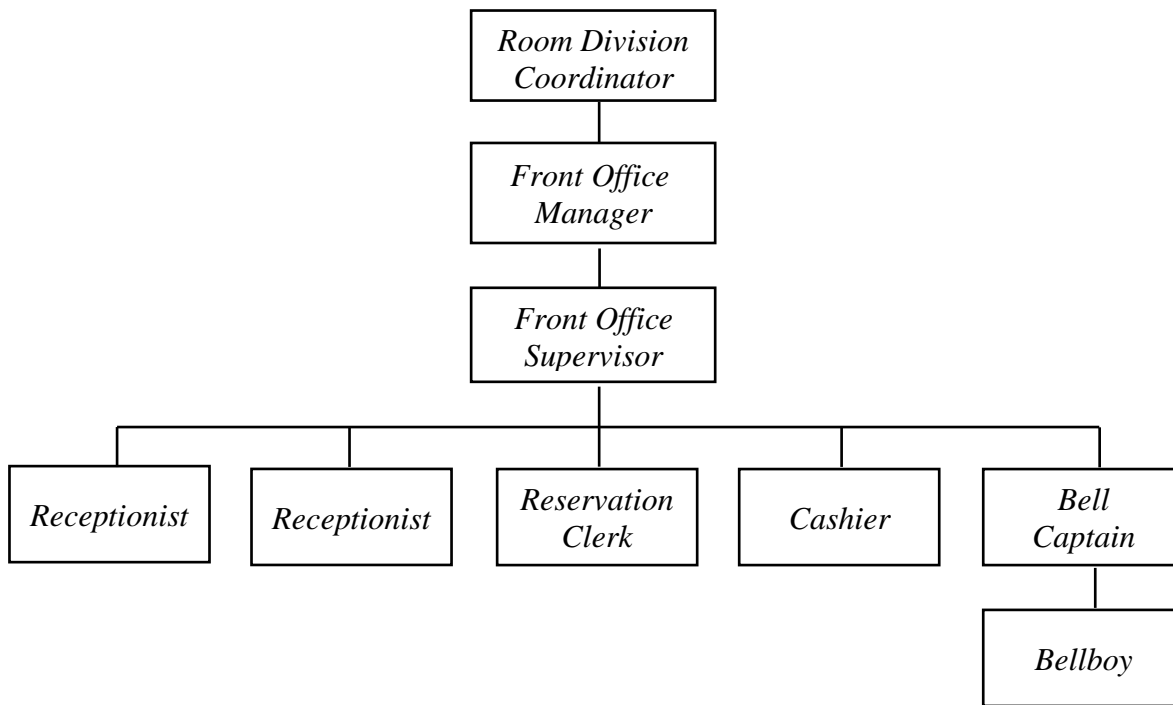 Room Division
Coordinator
Front Office
Manager
Front Office
Supervisor
Receptionist
Receptionist
Reservation
Clerk
Cashier
Bell
Captain
Bellboy